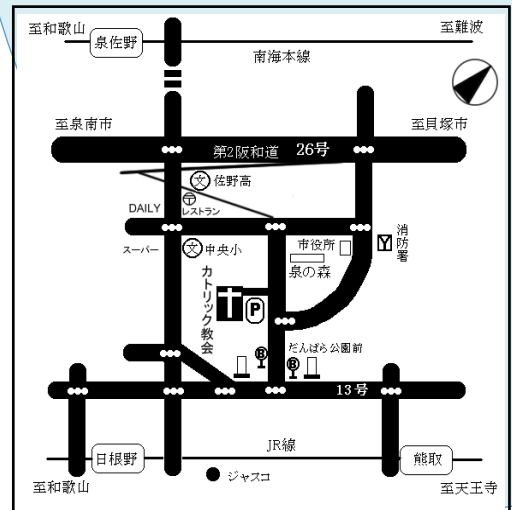 至和歌山
泉佐野
至難波
南海本線
至泉南市
至貝塚市
第2阪和道 26号
文 佐野高
DAILY
〒
レストラン
スーパー
文 中央小
市役所
泉の森
消防署
Y
カトリック教会
P
B
B
だんばら公園前
13号
JR線
日根野
熊取
ジャスコ
至和歌山
至天王寺